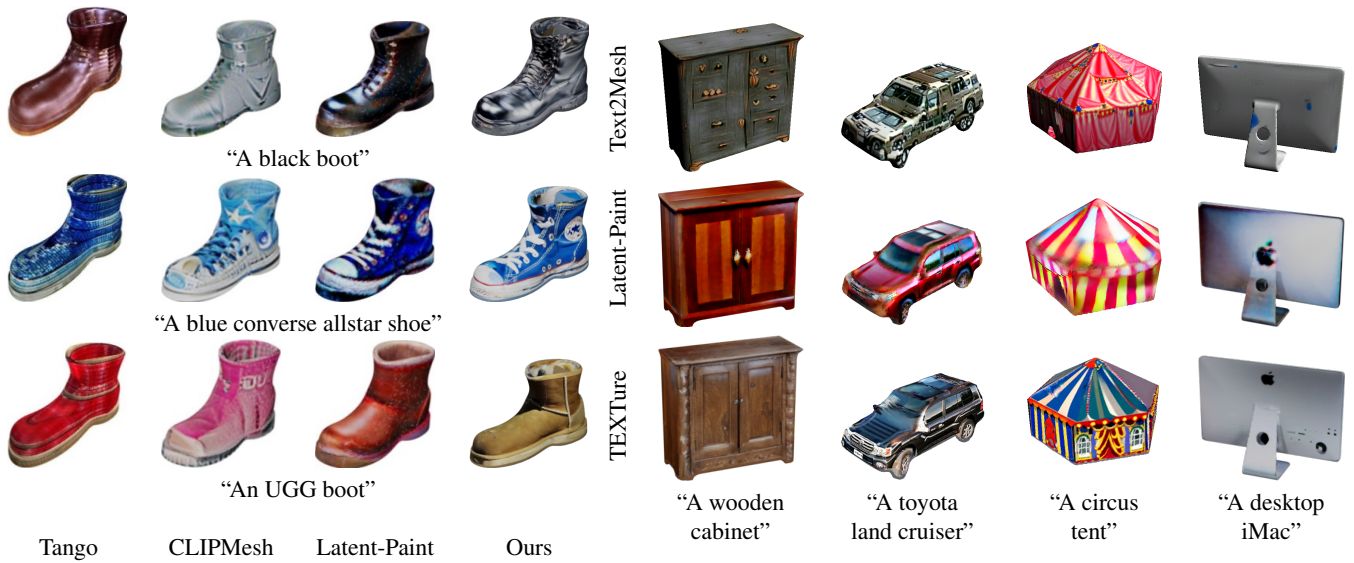 “A black boot”
“A blue converse allstar shoe”
“An UGG boot”
Tango
CLIPMesh
Latent-Paint
Ours
Text2Mesh
Latent-Paint
TEXTure
“A wooden
cabinet”
“A toyota
land cruiser”
“A circus
tent”
“A desktop
iMac”